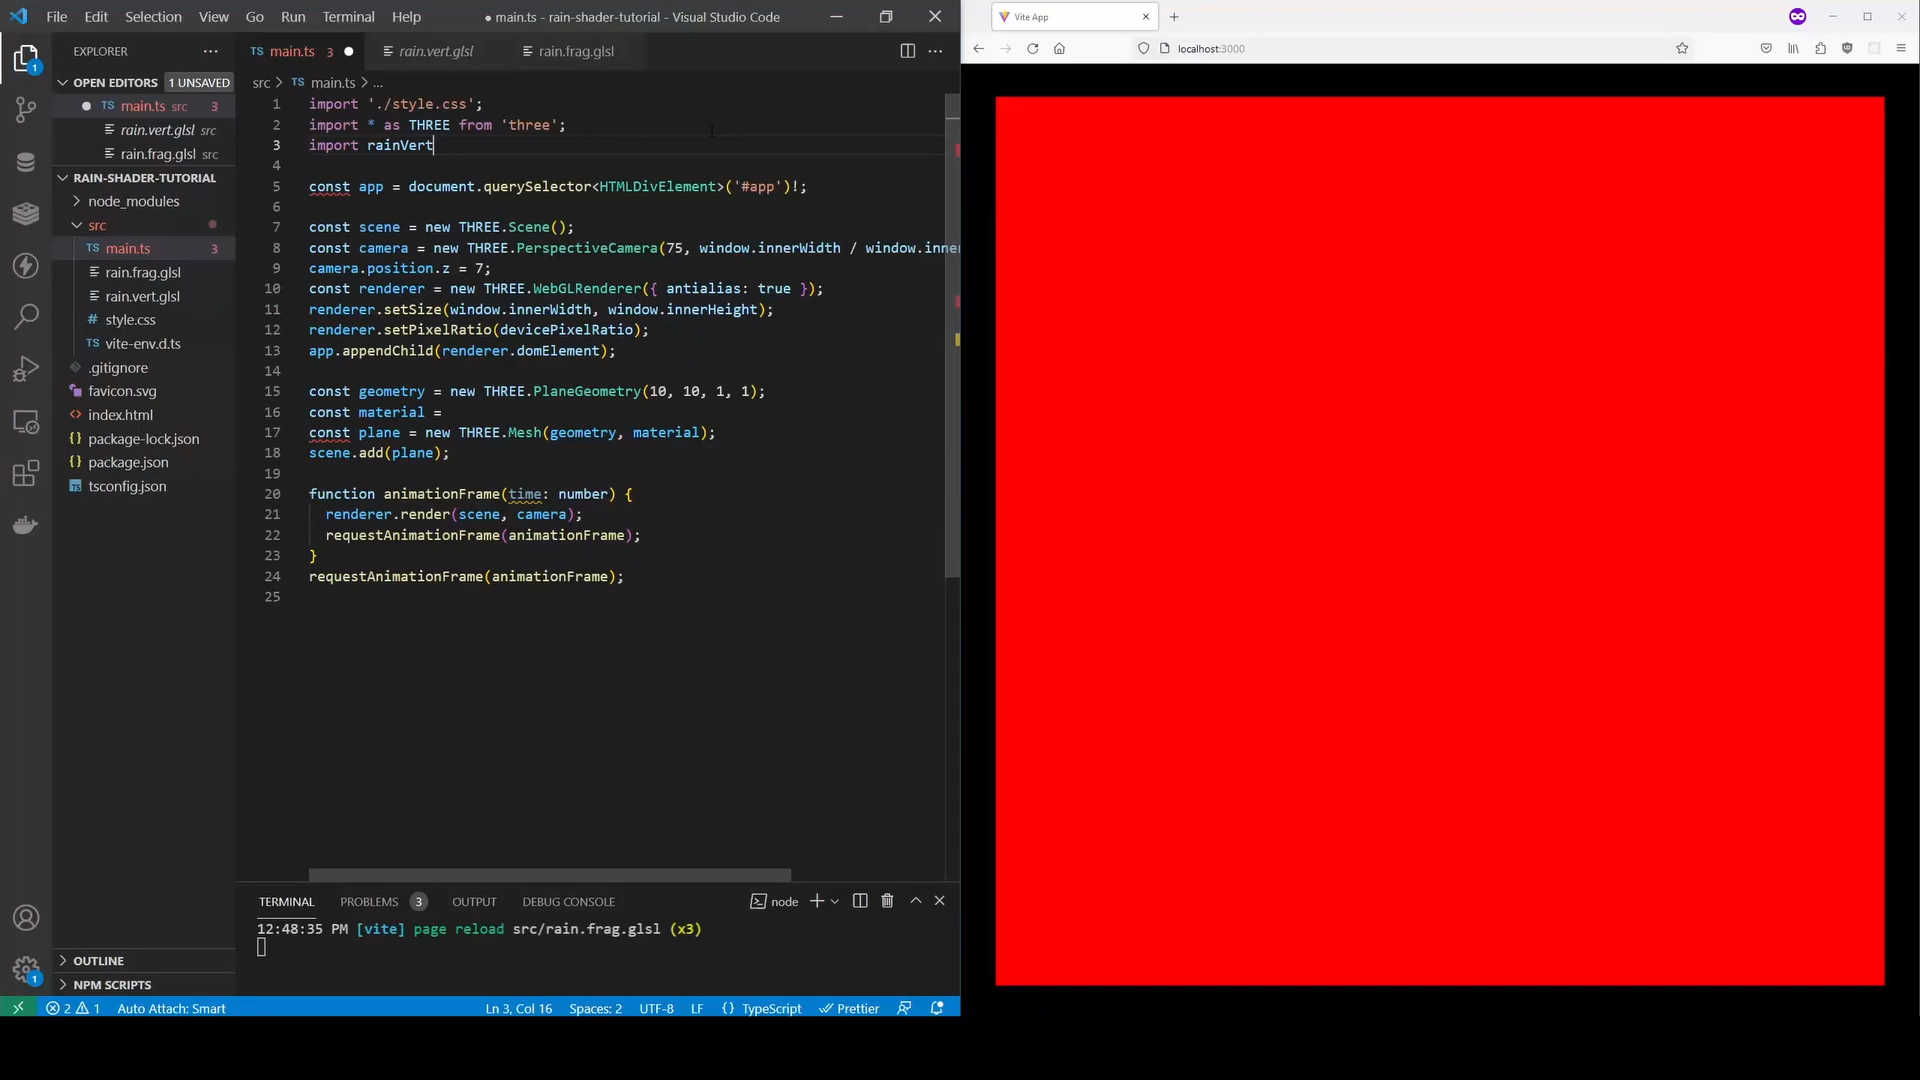 File Edit Selection View Go Run Terminal Help
● main.ts - rain-shader-tutorial - Visual Studio Code
Vite App
localhost:3000
EXPLORER
TS main.ts 3
rain.vert.glsl
rain.frag.glsl
OPEN EDITORS 1 UNSAVED
TS main.ts src 3
rain.vert.glsl src
rain.frag.glsl src
RAIN-SHADER-TUTORIAL
node_modules
src
TS main.ts 3
rain.frag.glsl
rain.vert.glsl
# style.css
TS vite-env.d.ts
.gitignore
favicon.svg
index.html
package-lock.json
package.json
tsconfig.json
OUTLINE
NPM SCRIPTS
src > TS main.ts > ...
1 import './style.css';
2 import * as THREE from 'three';
3 import rainVert
4
5 const app = document.querySelector<HTMLDivElement>('#app')!;
6
7 const scene = new THREE.Scene();
8 const camera = new THREE.PerspectiveCamera(75, window.innerWidth / window.inne
9 camera.position.z = 7;
10 const renderer = new THREE.WebGLRenderer({ antialias: true });
11 renderer.setSize(window.innerWidth, window.innerHeight);
12 renderer.setPixelRatio(devicePixelRatio);
13 app.appendChild(renderer.domElement);
14
15 const geometry = new THREE.PlaneGeometry(10, 10, 1, 1);
16 const material =
17 const plane = new THREE.Mesh(geometry, material);
18 scene.add(plane);
19
20 function animationFrame(time: number) {
21 renderer.render(scene, camera);
22 requestAnimationFrame(animationFrame);
23 }
24 requestAnimationFrame(animationFrame);
25
TERMINAL PROBLEMS 3 OUTPUT DEBUG CONSOLE node
12:48:35 PM [vite] page reload src/rain.frag.glsl (x3)
2 1 Auto Attach: Smart Ln 3, Col 16 Spaces: 2 UTF-8 LF {} TypeScript Prettier
1
1